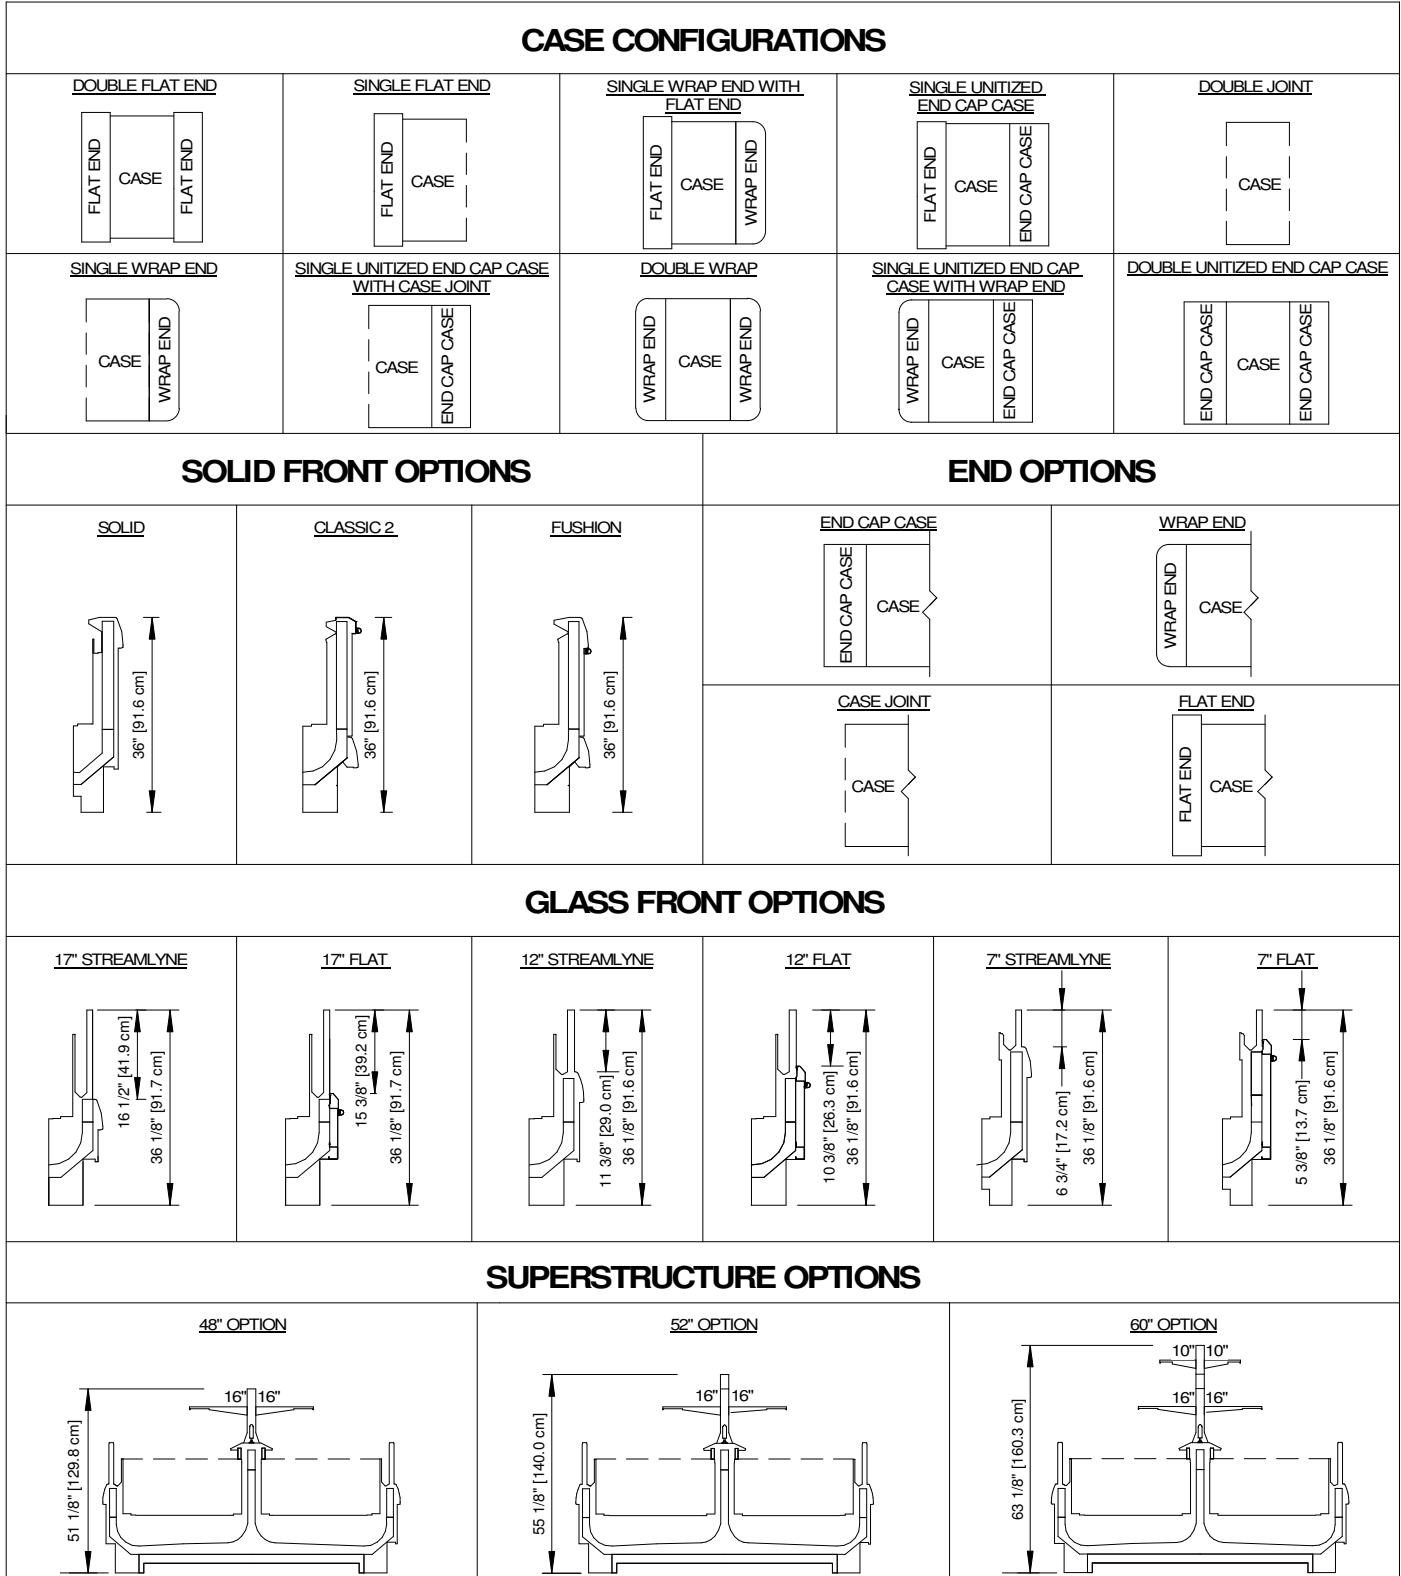 CASE CONFIGURATIONS
DOUBLE FLAT END
FLAT END
CASE
FLAT END
SINGLE FLAT END
FLAT END
CASE
SINGLE WRAP END WITH
FLAT END
FLAT END
CASE
WRAP END
SINGLE UNITIZED
END CAP CASE
FLAT END
CASE
END CAP CASE
DOUBLE JOINT
CASE
SINGLE WRAP END
CASE
WRAP END
SINGLE UNITIZED END CAP CASE
WITH CASE JOINT
CASE
END CAP CASE
DOUBLE WRAP
WRAP END
CASE
WRAP END
SINGLE UNITIZED END CAP
CASE WITH WRAP END
WRAP END
CASE
END CAP CASE
DOUBLE UNITIZED END CAP CASE
END CAP CASE
CASE
END CAP CASE
SOLID FRONT OPTIONS
SOLID
36" [91.6 cm]
CLASSIC 2
36" [91.6 cm]
FUSHION
36" [91.6 cm]
END OPTIONS
END CAP CASE
END CAP CASE
CASE
WRAP END
WRAP END
CASE
CASE JOINT
CASE
FLAT END
FLAT END
CASE
GLASS FRONT OPTIONS
17" STREAMLYNE
16 1/2" [41.9 cm]
36 1/8" [91.7 cm]
17" FLAT
15 3/8" [39.2 cm]
36 1/8" [91.7 cm]
12" STREAMLYNE
11 3/8" [29.0 cm]
36 1/8" [91.6 cm]
12" FLAT
10 3/8" [26.3 cm]
36 1/8" [91.6 cm]
7" STREAMLYNE
6 3/4" [17.2 cm]
36 1/8" [91.6 cm]
7" FLAT
5 3/8" [13.7 cm]
36 1/8" [91.6 cm]
SUPERSTRUCTURE OPTIONS
48" OPTION
16" 16"
51 1/8" [129.8 cm]
52" OPTION
16" 16"
55 1/8" [140.0 cm]
60" OPTION
10" 10"
16" 16"
63 1/8" [160.3 cm]